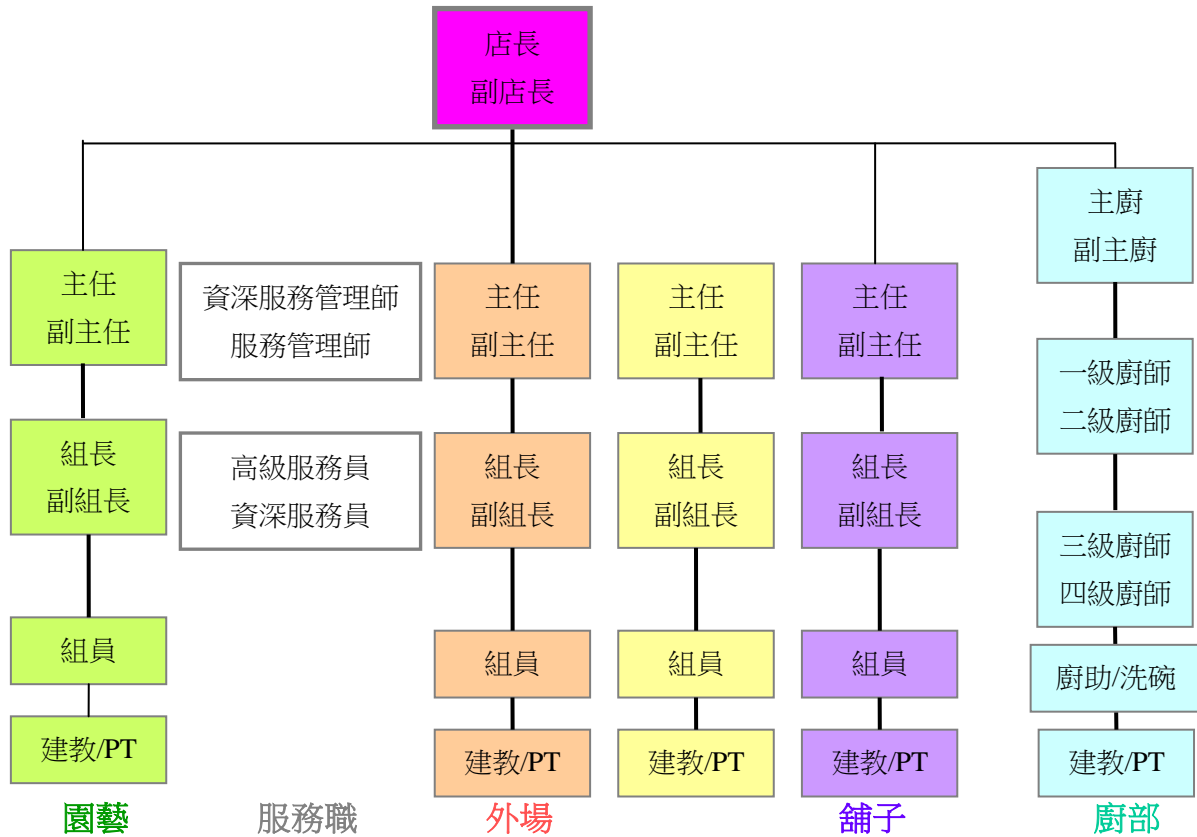 店長
副店長
主廚
副主廚
主任
副主任
資深服務管理師
服務管理師
主任
副主任
主任
副主任
主任
副主任
一級廚師
二級廚師
組長
副組長
高級服務員
資深服務員
組長
副組長
組長
副組長
組長
副組長
三級廚師
四級廚師
組員
組員
組員
組員
廚助/洗碗
建教/PT
建教/PT
建教/PT
建教/PT
建教/PT
園藝
服務職
外場
舖子
廚部